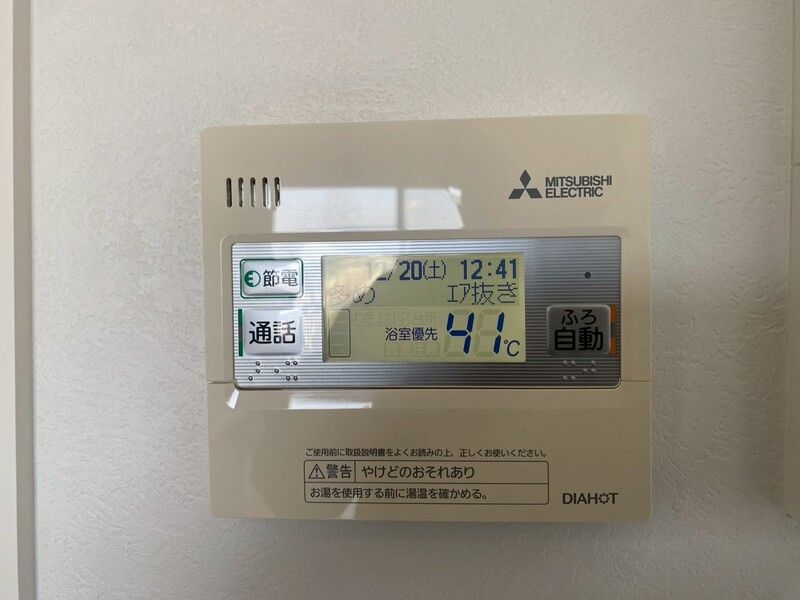 MITSUBISHI
ELECTRIC
節電
12/20(土) 12:41
多め エア抜き
通話
浴室優先 41℃
ふろ
自動
ご使用前に取扱説明書をよくお読みの上、正しくお使いください。
⚠警告 やけどのおそれあり
お湯を使用する前に湯温を確かめる。
DIAHOT